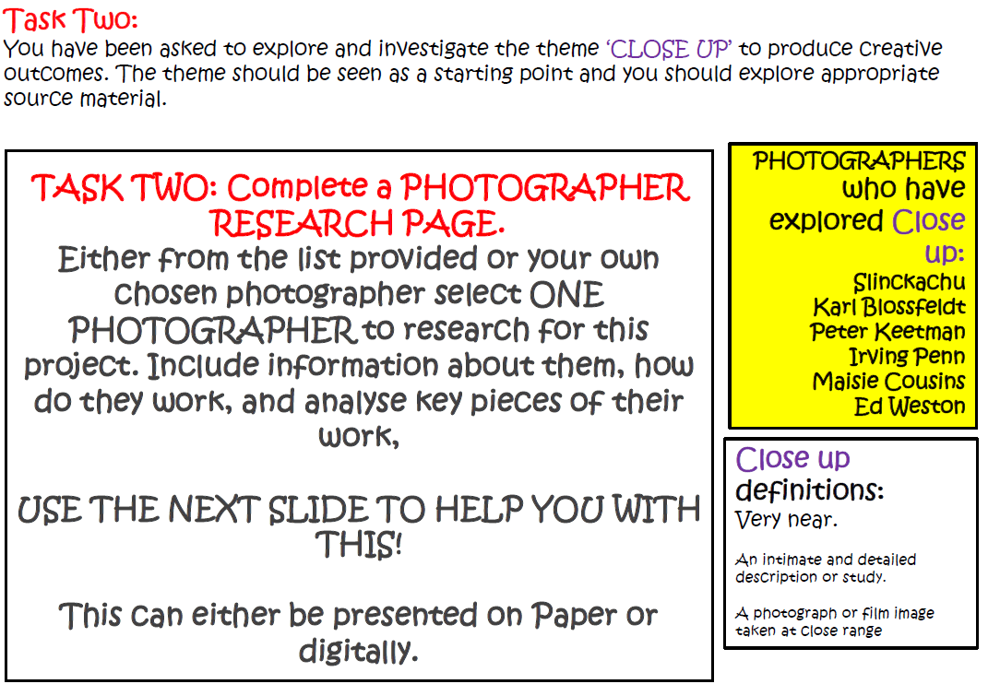 Task Two:
You have been asked to explore and investigate the theme ‘CLOSE UP’ to produce creative
outcomes. The theme should be seen as a starting point and you should explore appropriate
source material.
TASK TWO: Complete a PHOTOGRAPHER
RESEARCH PAGE.
Either from the list provided or your own
chosen photographer select ONE
PHOTOGRAPHER to research for this
project. Include information about them, how
do they work, and analyse key pieces of their
work,
USE THE NEXT SLIDE TO HELP YOU WITH
THIS!
This can either be presented on Paper or
digitally.
PHOTOGRAPHERS
who have
explored Close
up:
Slinckachu
Karl Blossfeldt
Peter Keetman
Irving Penn
Maisie Cousins
Ed Weston
Close up
definitions:
Very near.
An intimate and detailed
description or study.
A photograph or film image
taken at close range